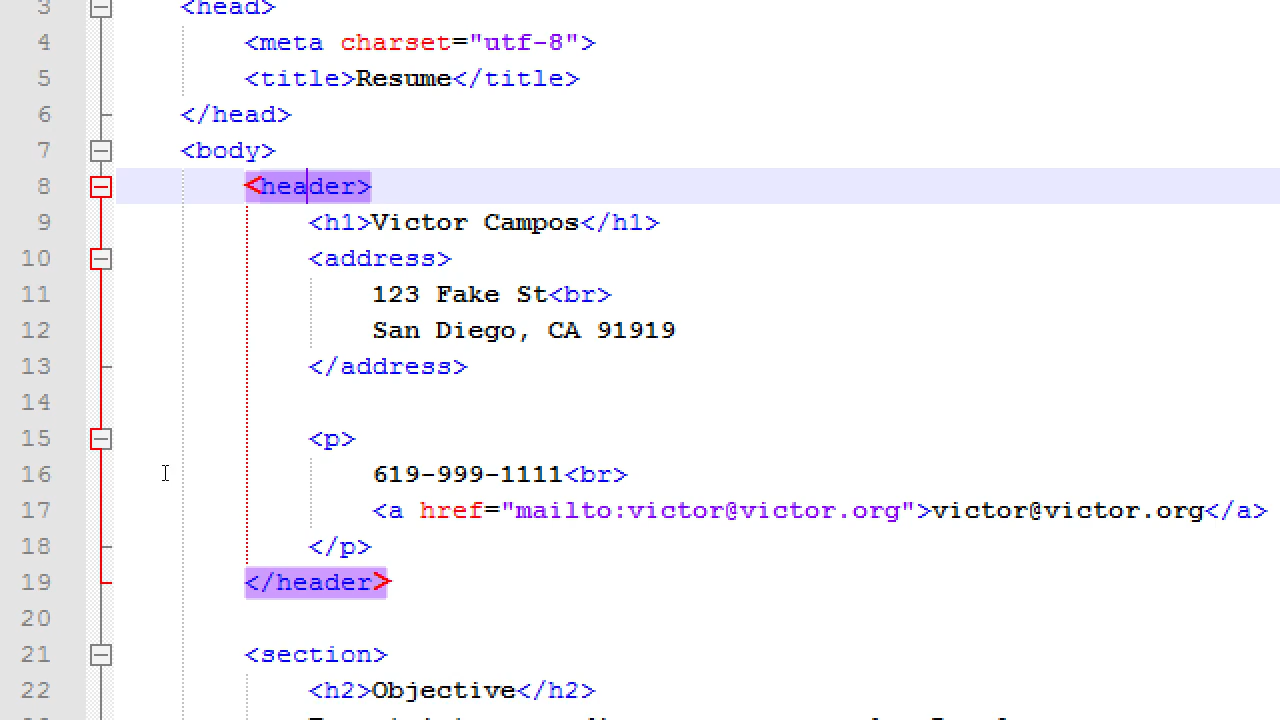 3 <head>
4 <meta charset="utf-8">
5 <title>Resume</title>
6 </head>
7 <body>
8 <header>
9 <h1>Victor Campos</h1>
10 <address>
11 123 Fake St<br>
12 San Diego, CA 91919
13 </address>
14
15 <p>
16 619-999-1111<br>
17 <a href="mailto:victor@victor.org">victor@victor.org</a>
18 </p>
19 </header>
20
21 <section>
22 <h2>Objective</h2>